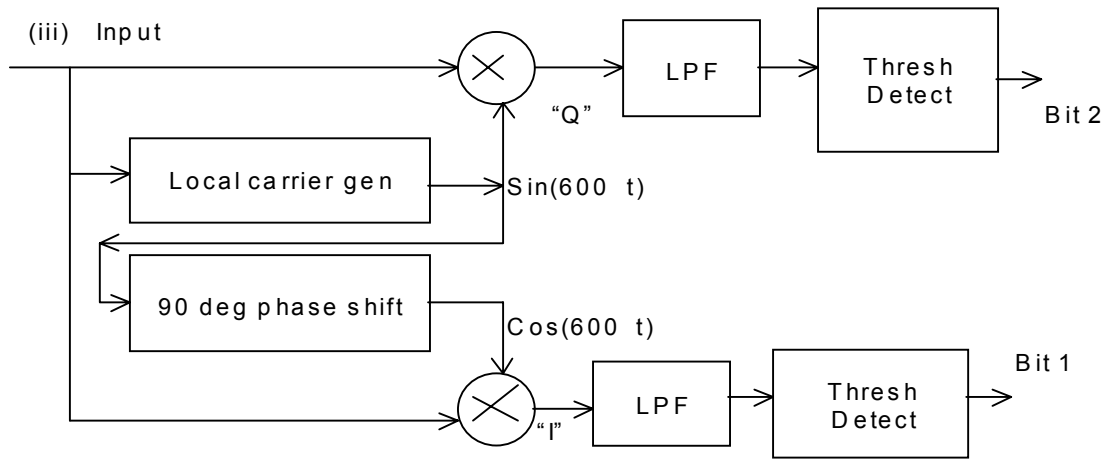 (iii) Input
LPF
Thresh
Detect
“Q”
Bit 2
Local carrier gen
Sin(600 t)
90 deg phase shift
Cos(600 t)
Bit 1
LPF
Thresh
Detect
“I”